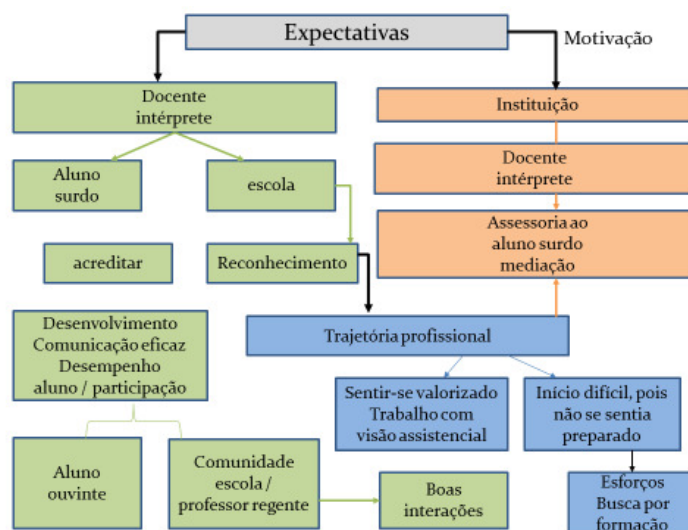 Expectativas
Motivação
Docente
intérprete
Instituição
Docente
intérprete
Aluno
surdo
escola
Assessoria ao
aluno surdo
mediação
acreditar
Reconhecimento
Desenvolvimento
Comunicação eficaz
Desempenho
aluno / participação
Trajetória profissional
Sentir-se valorizado
Trabalho com
visão assistencial
Início difícil, pois
não se sentia
preparado
Aluno
ouvinte
Comunidade
escola /
professor regente
Boas
interações
Esforços
Busca por
formação